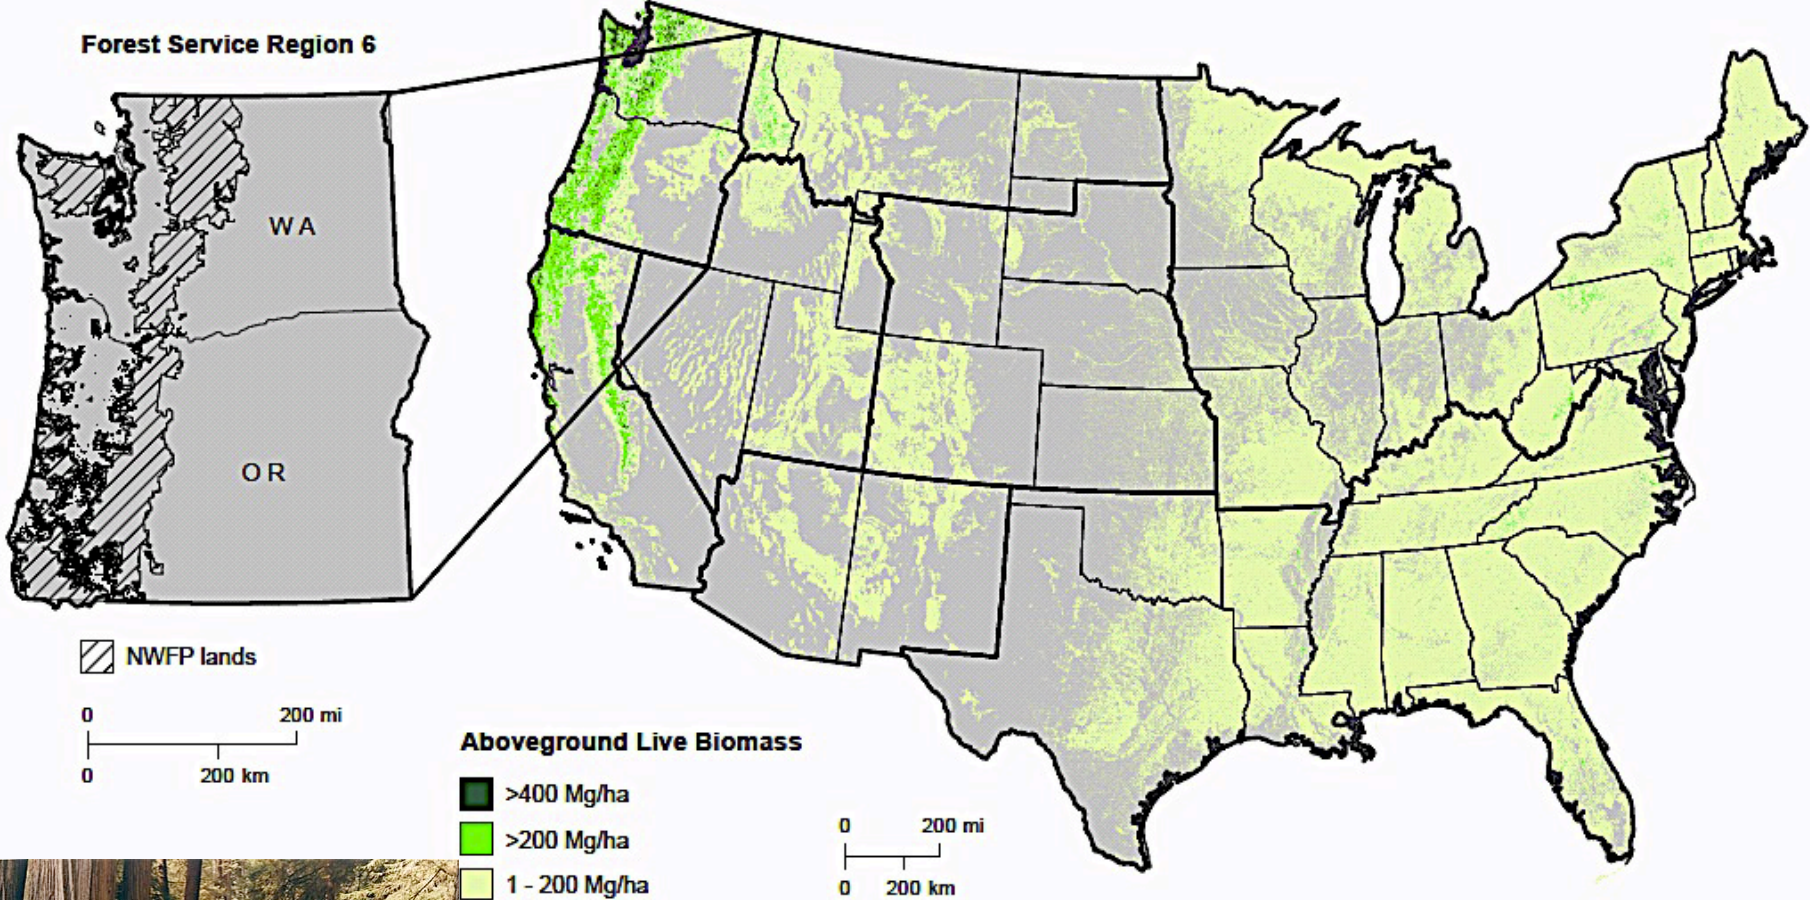 Forest Service Region 6
WA
OR
NWFP lands
0 200 mi
0 200 km
Aboveground Live Biomass
>400 Mg/ha
>200 Mg/ha
1 - 200 Mg/ha
0 200 mi
0 200 km